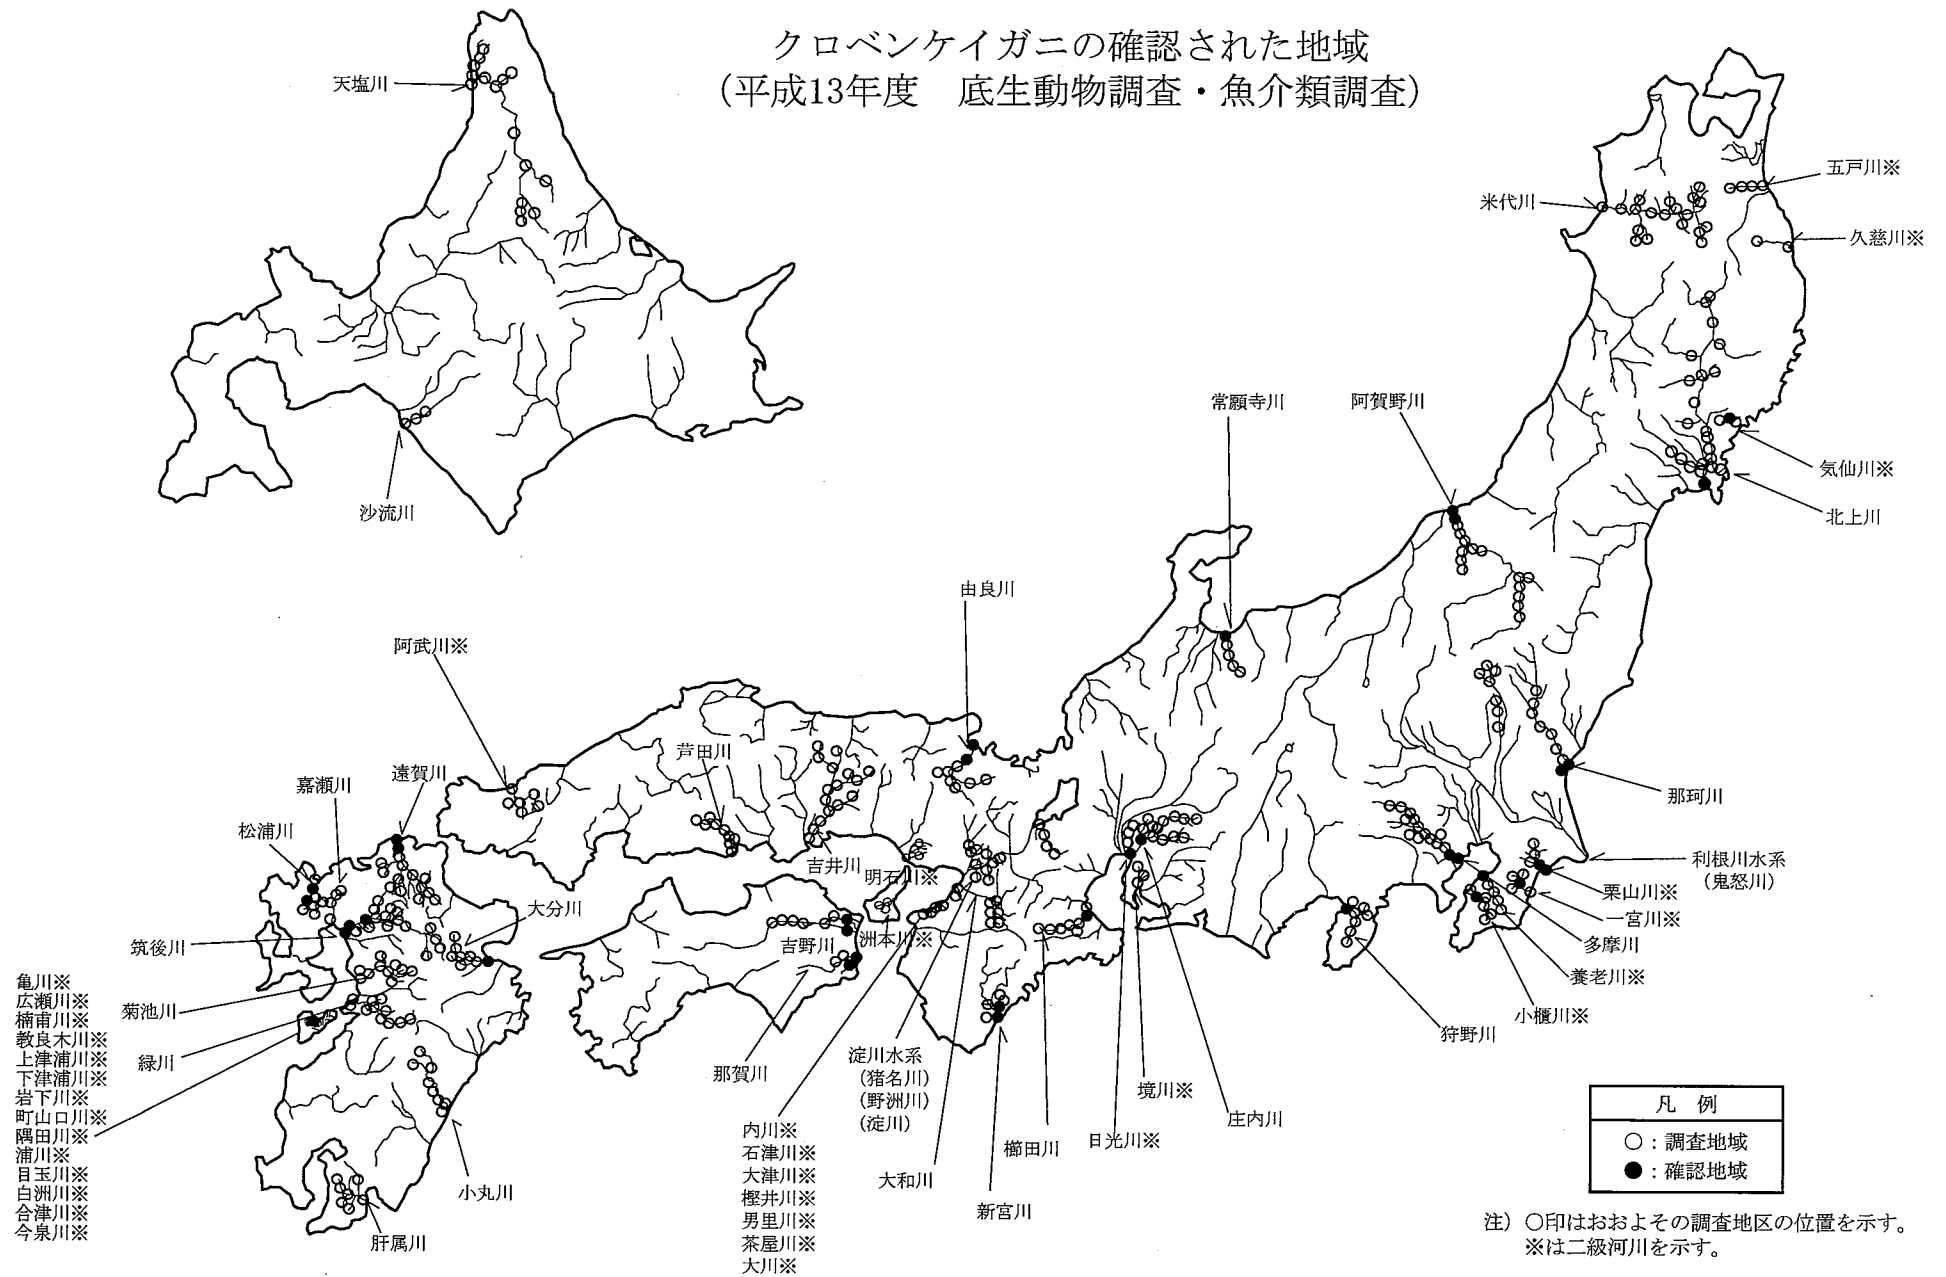 クロベンケイガニの確認された地域
（平成13年度　底生動物調査・魚介類調査）
天塩川
沙流川
五戸川※
米代川
久慈川※
常願寺川
阿賀野川
気仙川※
北上川
由良川
阿武川※
芦田川
遠賀川
嘉瀬川
松浦川
吉井川
明石川※
那珂川
利根川水系
（鬼怒川）
栗山川※
一宮川※
多摩川
養老川※
小櫃川※
狩野川
大分川
筑後川
吉野川
洲本川※
菊池川
緑川
那賀川
淀川水系
（猪名川）
（野洲川）
（淀川）
境川※
庄内川
日光川※
櫛田川
大和川
新宮川
小丸川
肝属川
亀川※
広瀬川※
楠甫川※
教良木川※
上津浦川※
下津浦川※
岩下川※
町山口川※
隅田川※
浦川※
目玉川※
白洲川※
合津川※
今泉川※
内川※
石津川※
大津川※
樫井川※
男里川※
茶屋川※
大川※
凡　例
○：調査地域
●：確認地域
注）○印はおおよその調査地区の位置を示す。
※は二級河川を示す。